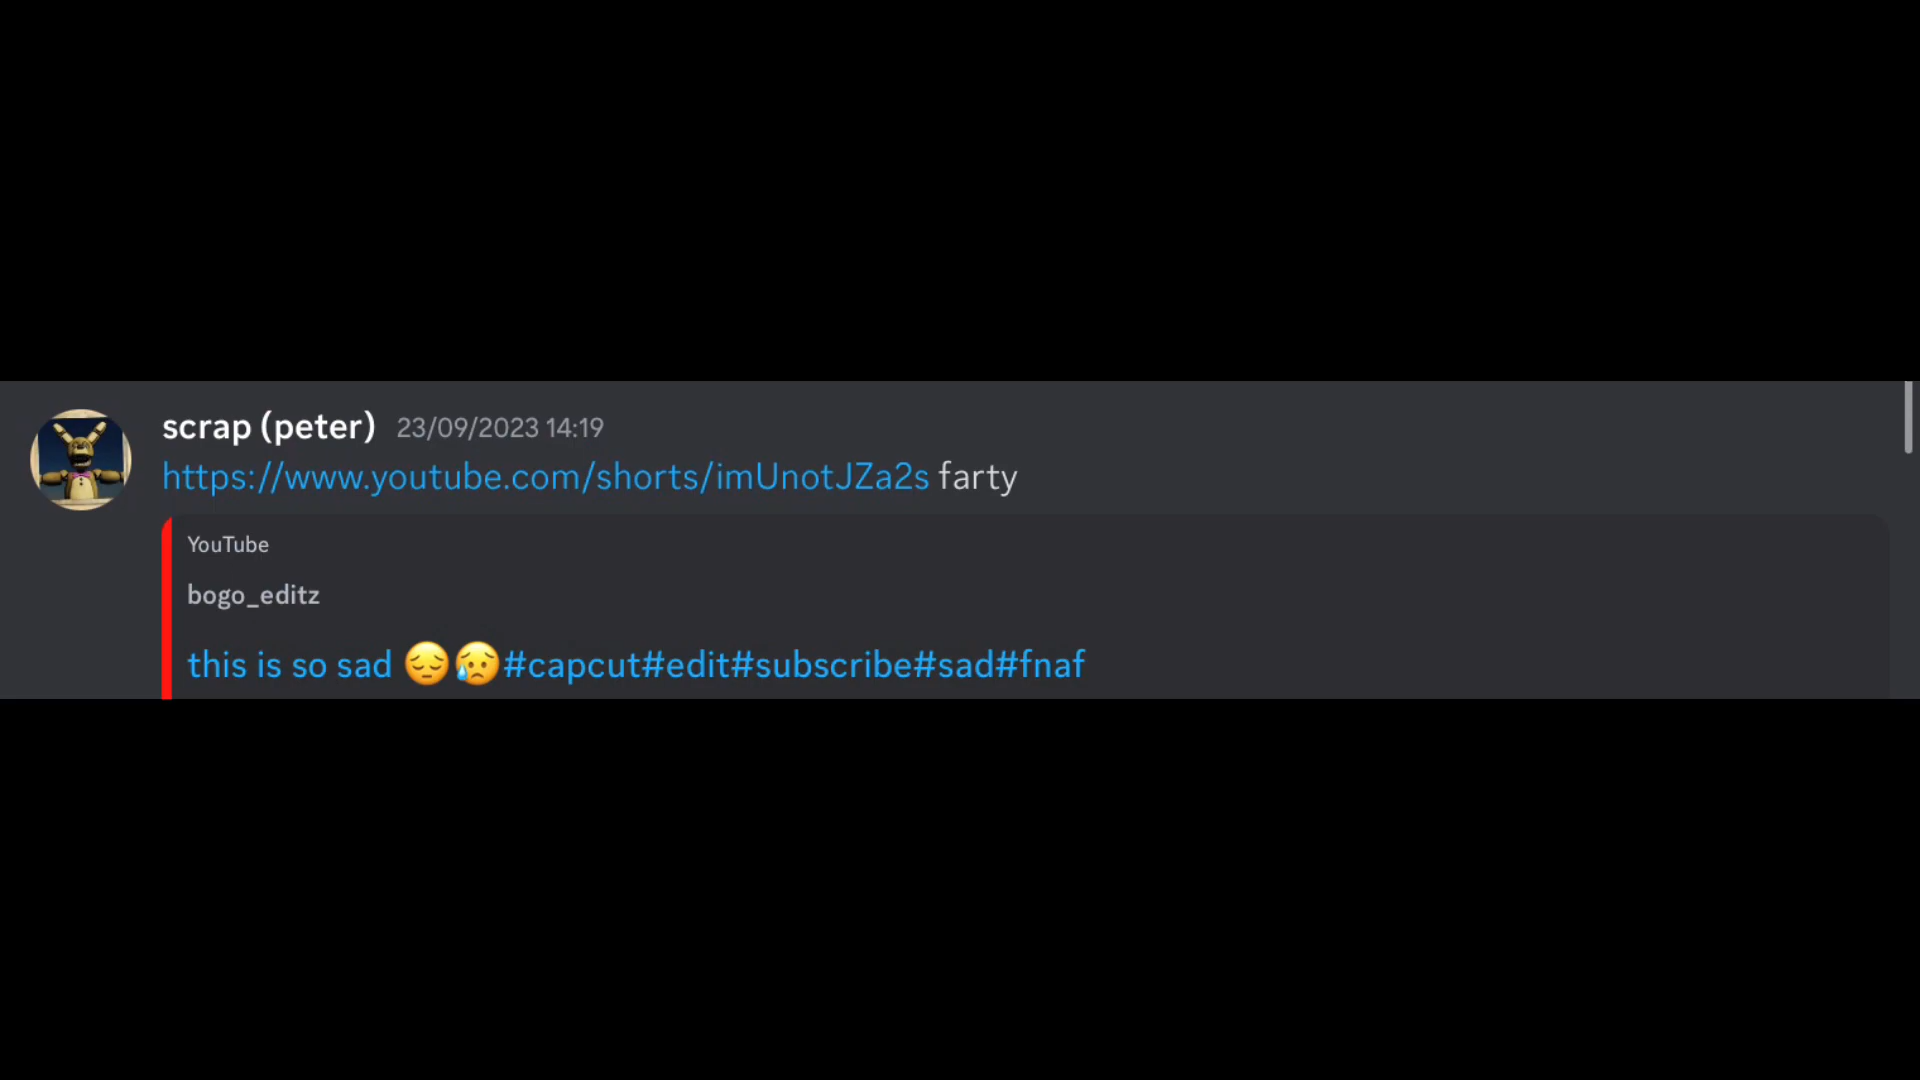 scrap (peter) 23/09/2023 14:19
https://www.youtube.com/shorts/imUnotJZa2s farty
YouTube
bogo_editz
this is so sad 😔😥#capcut#edit#subscribe#sad#fnaf